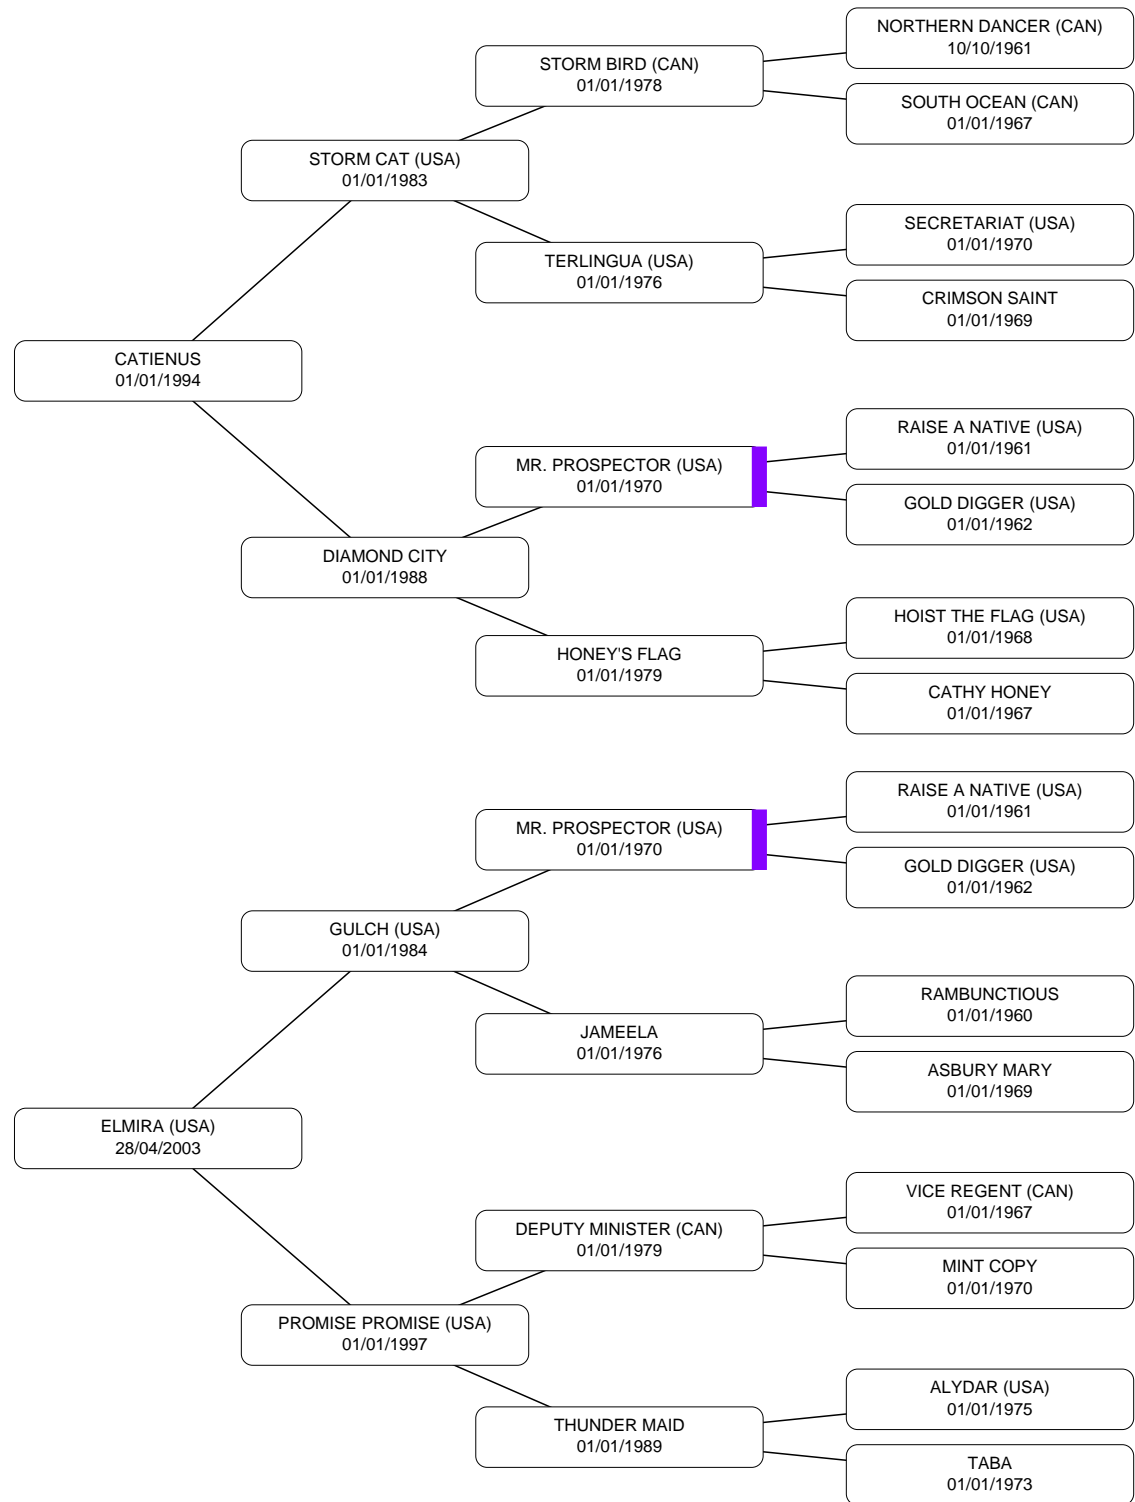 NORTHERN DANCER (CAN)
10/10/1961
STORM BIRD (CAN)
01/01/1978
SOUTH OCEAN (CAN)
01/01/1967
STORM CAT (USA)
01/01/1983
SECRETARIAT (USA)
01/01/1970
TERLINGUA (USA)
01/01/1976
CRIMSON SAINT
01/01/1969
CATIENUS
01/01/1994
RAISE A NATIVE (USA)
01/01/1961
MR. PROSPECTOR (USA)
01/01/1970
GOLD DIGGER (USA)
01/01/1962
DIAMOND CITY
01/01/1988
HOIST THE FLAG (USA)
01/01/1968
HONEY'S FLAG
01/01/1979
CATHY HONEY
01/01/1967
RAISE A NATIVE (USA)
01/01/1961
MR. PROSPECTOR (USA)
01/01/1970
GOLD DIGGER (USA)
01/01/1962
GULCH (USA)
01/01/1984
RAMBUNCTIOUS
01/01/1960
JAMEELA
01/01/1976
ASBURY MARY
01/01/1969
ELMIRA (USA)
28/04/2003
VICE REGENT (CAN)
01/01/1967
DEPUTY MINISTER (CAN)
01/01/1979
MINT COPY
01/01/1970
PROMISE PROMISE (USA)
01/01/1997
ALYDAR (USA)
01/01/1975
THUNDER MAID
01/01/1989
TABA
01/01/1973